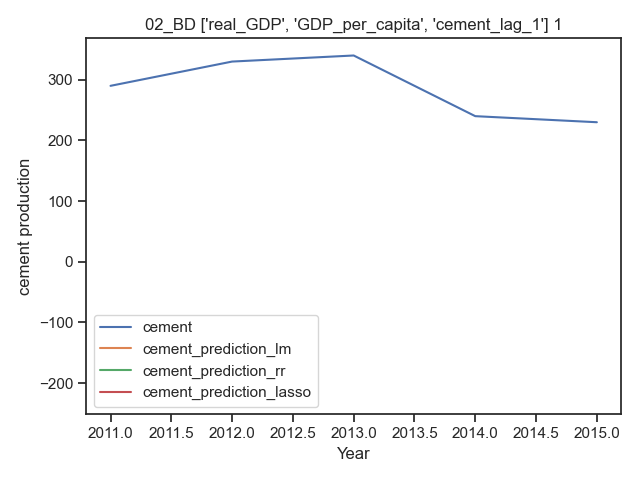 02_BD ['real_GDP', 'GDP_per_capita', 'cement_lag_1'] 1
cement production
300
200
100
0
−100
−200
cement
cement_prediction_lm
cement_prediction_rr
cement_prediction_lasso
2011.0 2011.5 2012.0 2012.5 2013.0 2013.5 2014.0 2014.5 2015.0
Year